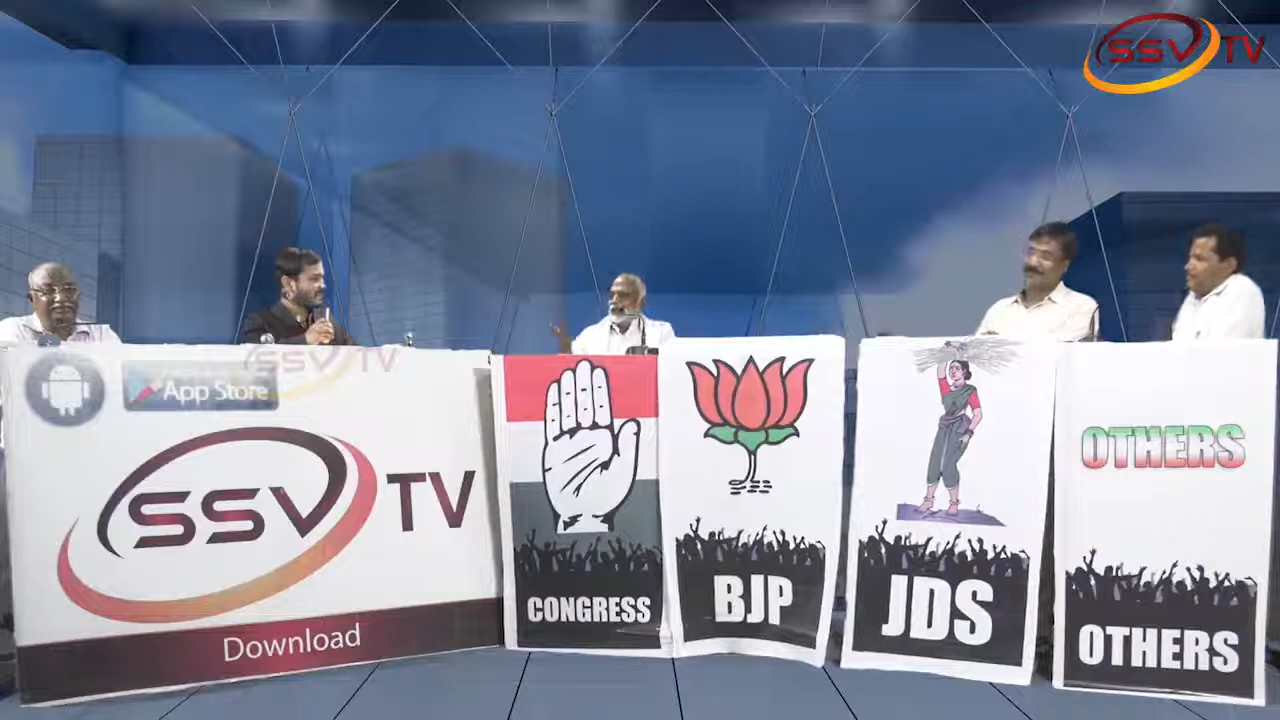 SSV TV
App Store
SSV TV
SSV TV
Download
CONGRESS
BJP
JDS
OTHERS
OTHERS